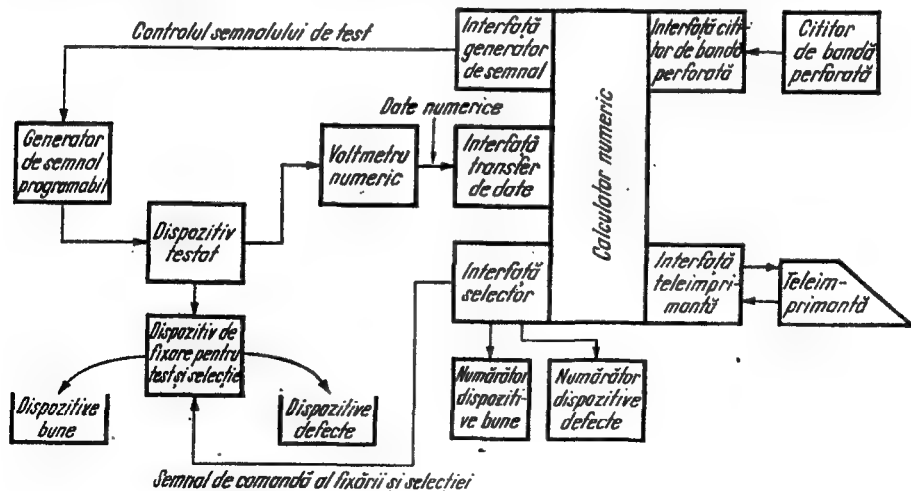 Controlul semnalului de test
Interfață
generator
de semnal
Interfață citi-
tor de bandă
perforată
Cititor
de bandă
perforată
Generator
de semnal
programabil
Date numerice
Voltmetru
numeric
Interfață
transfer
de date
Calculator numeric
Dispozitiv
testat
Interfață
selector
Interfață
teleimpri-
mantă
Teleim-
primantă
Dispozitiv de
fixare pentru
test și selecție
Dispozitive
bune
Dispozitive
defecte
Numărător
dispoziti-
ve bune
Numărător
dispozitive
defecte
Semnal de comandă al fixării și selecției